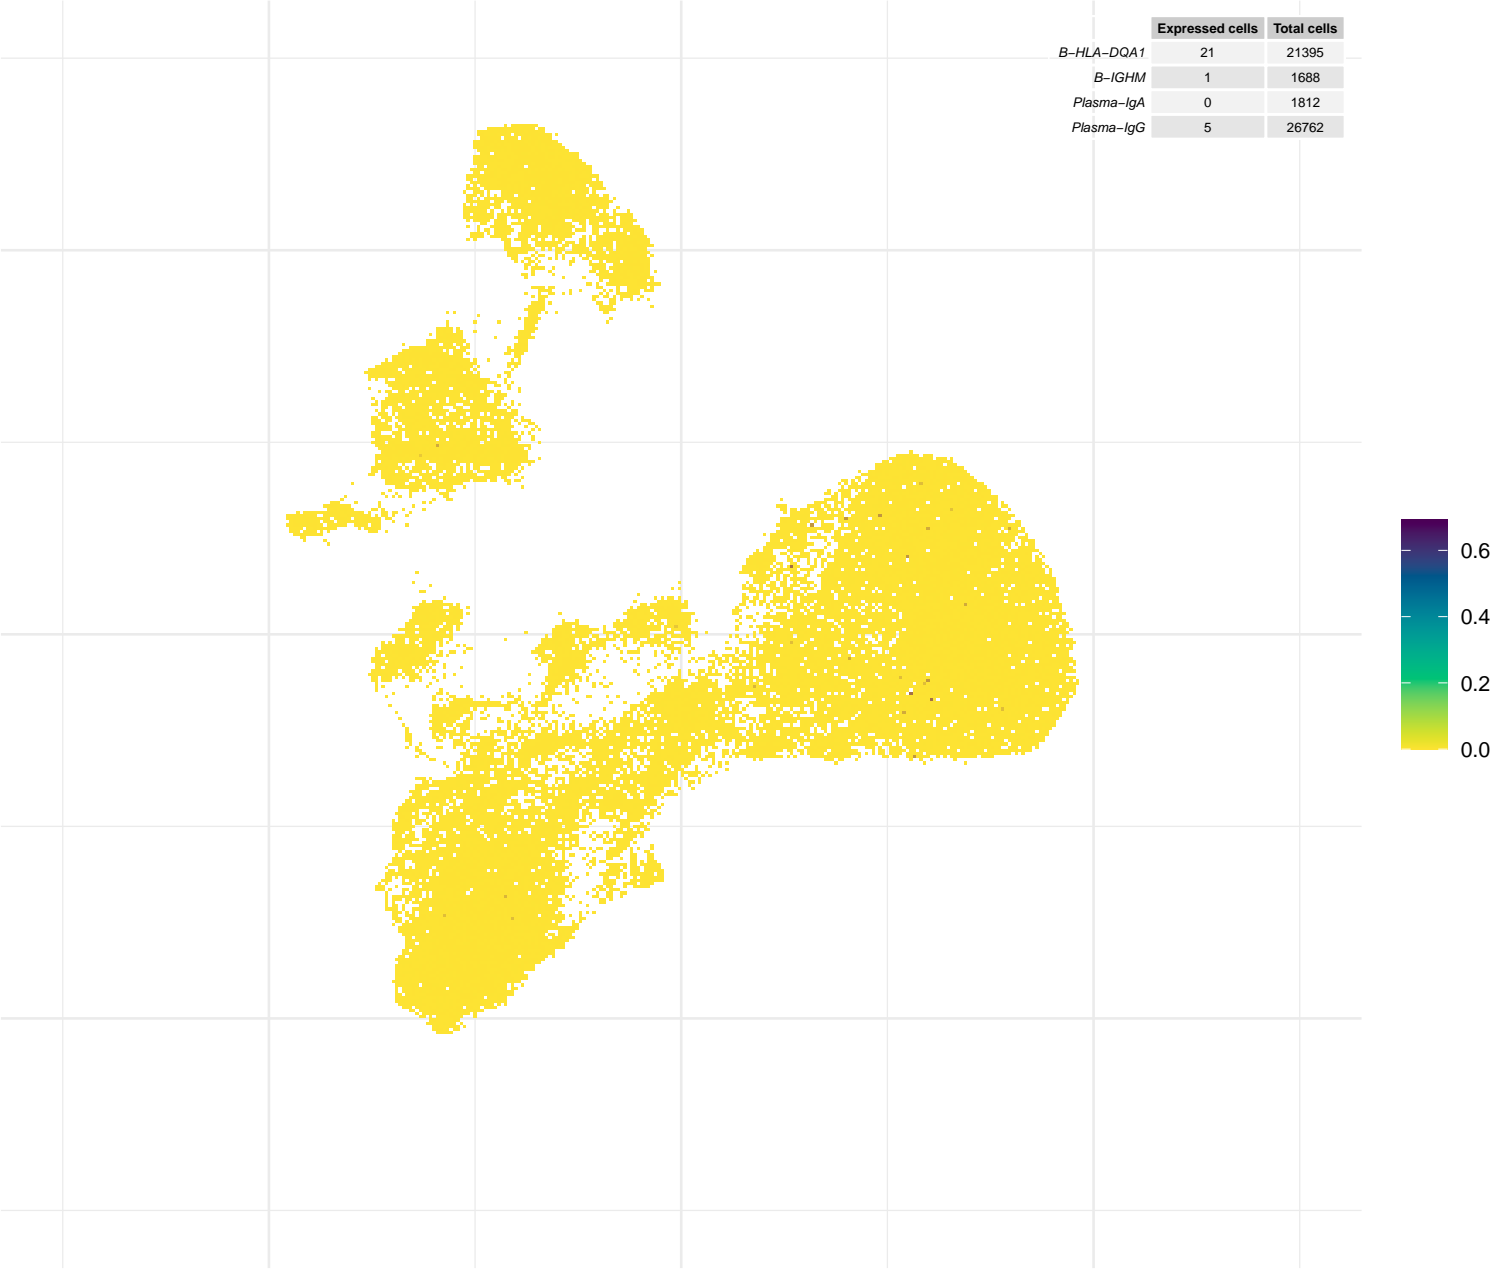 Expressed cells Total cells
B−HLA−DQA1 21 21395
B−IGHM 1 1688
Plasma−IgA 0 1812
Plasma−IgG 5 26762
0.6
0.4
0.2
0.0